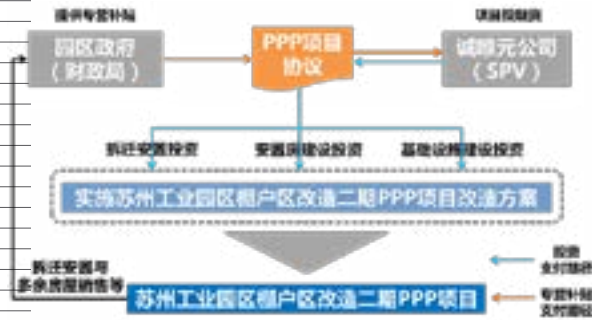 提供专营补贴
园区政府
（财政局）
PPP项目
协议
项目投融资
诚顺元公司
（SPV）
拆迁安置投资
安置房建设投资
基础设施建设投资
实施苏州工业园区棚户区改造二期PPP项目改造方案
拆迁安置与
多余房屋销售等
苏州工业园区棚户区改造二期PPP项目
投资
支付路径
专营补贴
支付路径